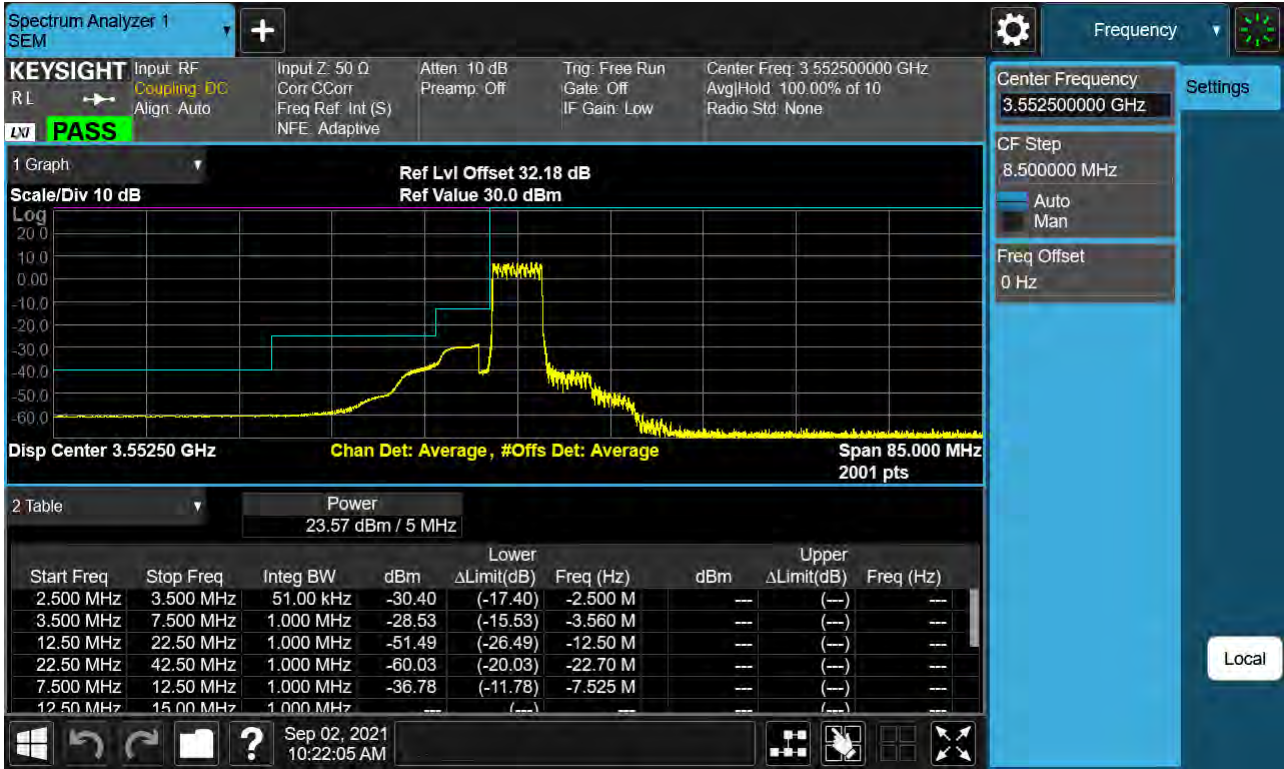 Spectrum Analyzer 1
SEM
+
Frequency
KEYSIGHT
R L
LXI
PASS
Input: RF
Coupling: DC
Align: Auto
Input Z: 50 Ω
Corr CCorr
Freq Ref: Int (S)
NFE: Adaptive
Atten: 10 dB
Preamp: Off
Trig: Free Run
Gate: Off
IF Gain: Low
Center Freq: 3.552500000 GHz
Avg|Hold: 100.00% of 10
Radio Std: None
Center Frequency
3.552500000 GHz
Settings
CF Step
8.500000 MHz
Auto
Man
Freq Offset
0 Hz
Local
1 Graph
Scale/Div 10 dB
Ref Lvl Offset 32.18 dB
Ref Value 30.0 dBm
Log
20.0
10.0
0.00
-10.0
-20.0
-30.0
-40.0
-50.0
-60.0
Disp Center 3.55250 GHz
Chan Det: Average, #Offs Det: Average
Span 85.000 MHz
2001 pts
2 Table
Power
23.57 dBm / 5 MHz
Lower Upper
Start Freq Stop Freq Integ BW dBm ΔLimit(dB) Freq (Hz) dBm ΔLimit(dB) Freq (Hz)
2.500 MHz 3.500 MHz 51.00 kHz -30.40 (-17.40) -2.500 M --- (---) ---
3.500 MHz 7.500 MHz 1.000 MHz -28.53 (-15.53) -3.560 M --- (---) ---
12.50 MHz 22.50 MHz 1.000 MHz -51.49 (-26.49) -12.50 M --- (---) ---
22.50 MHz 42.50 MHz 1.000 MHz -60.03 (-20.03) -22.70 M --- (---) ---
7.500 MHz 12.50 MHz 1.000 MHz -36.78 (-11.78) -7.525 M --- (---) ---
12.50 MHz 15.00 MHz 1.000 MHz --- (---) --- --- (---) ---
?
Sep 02, 2021
10:22:05 AM